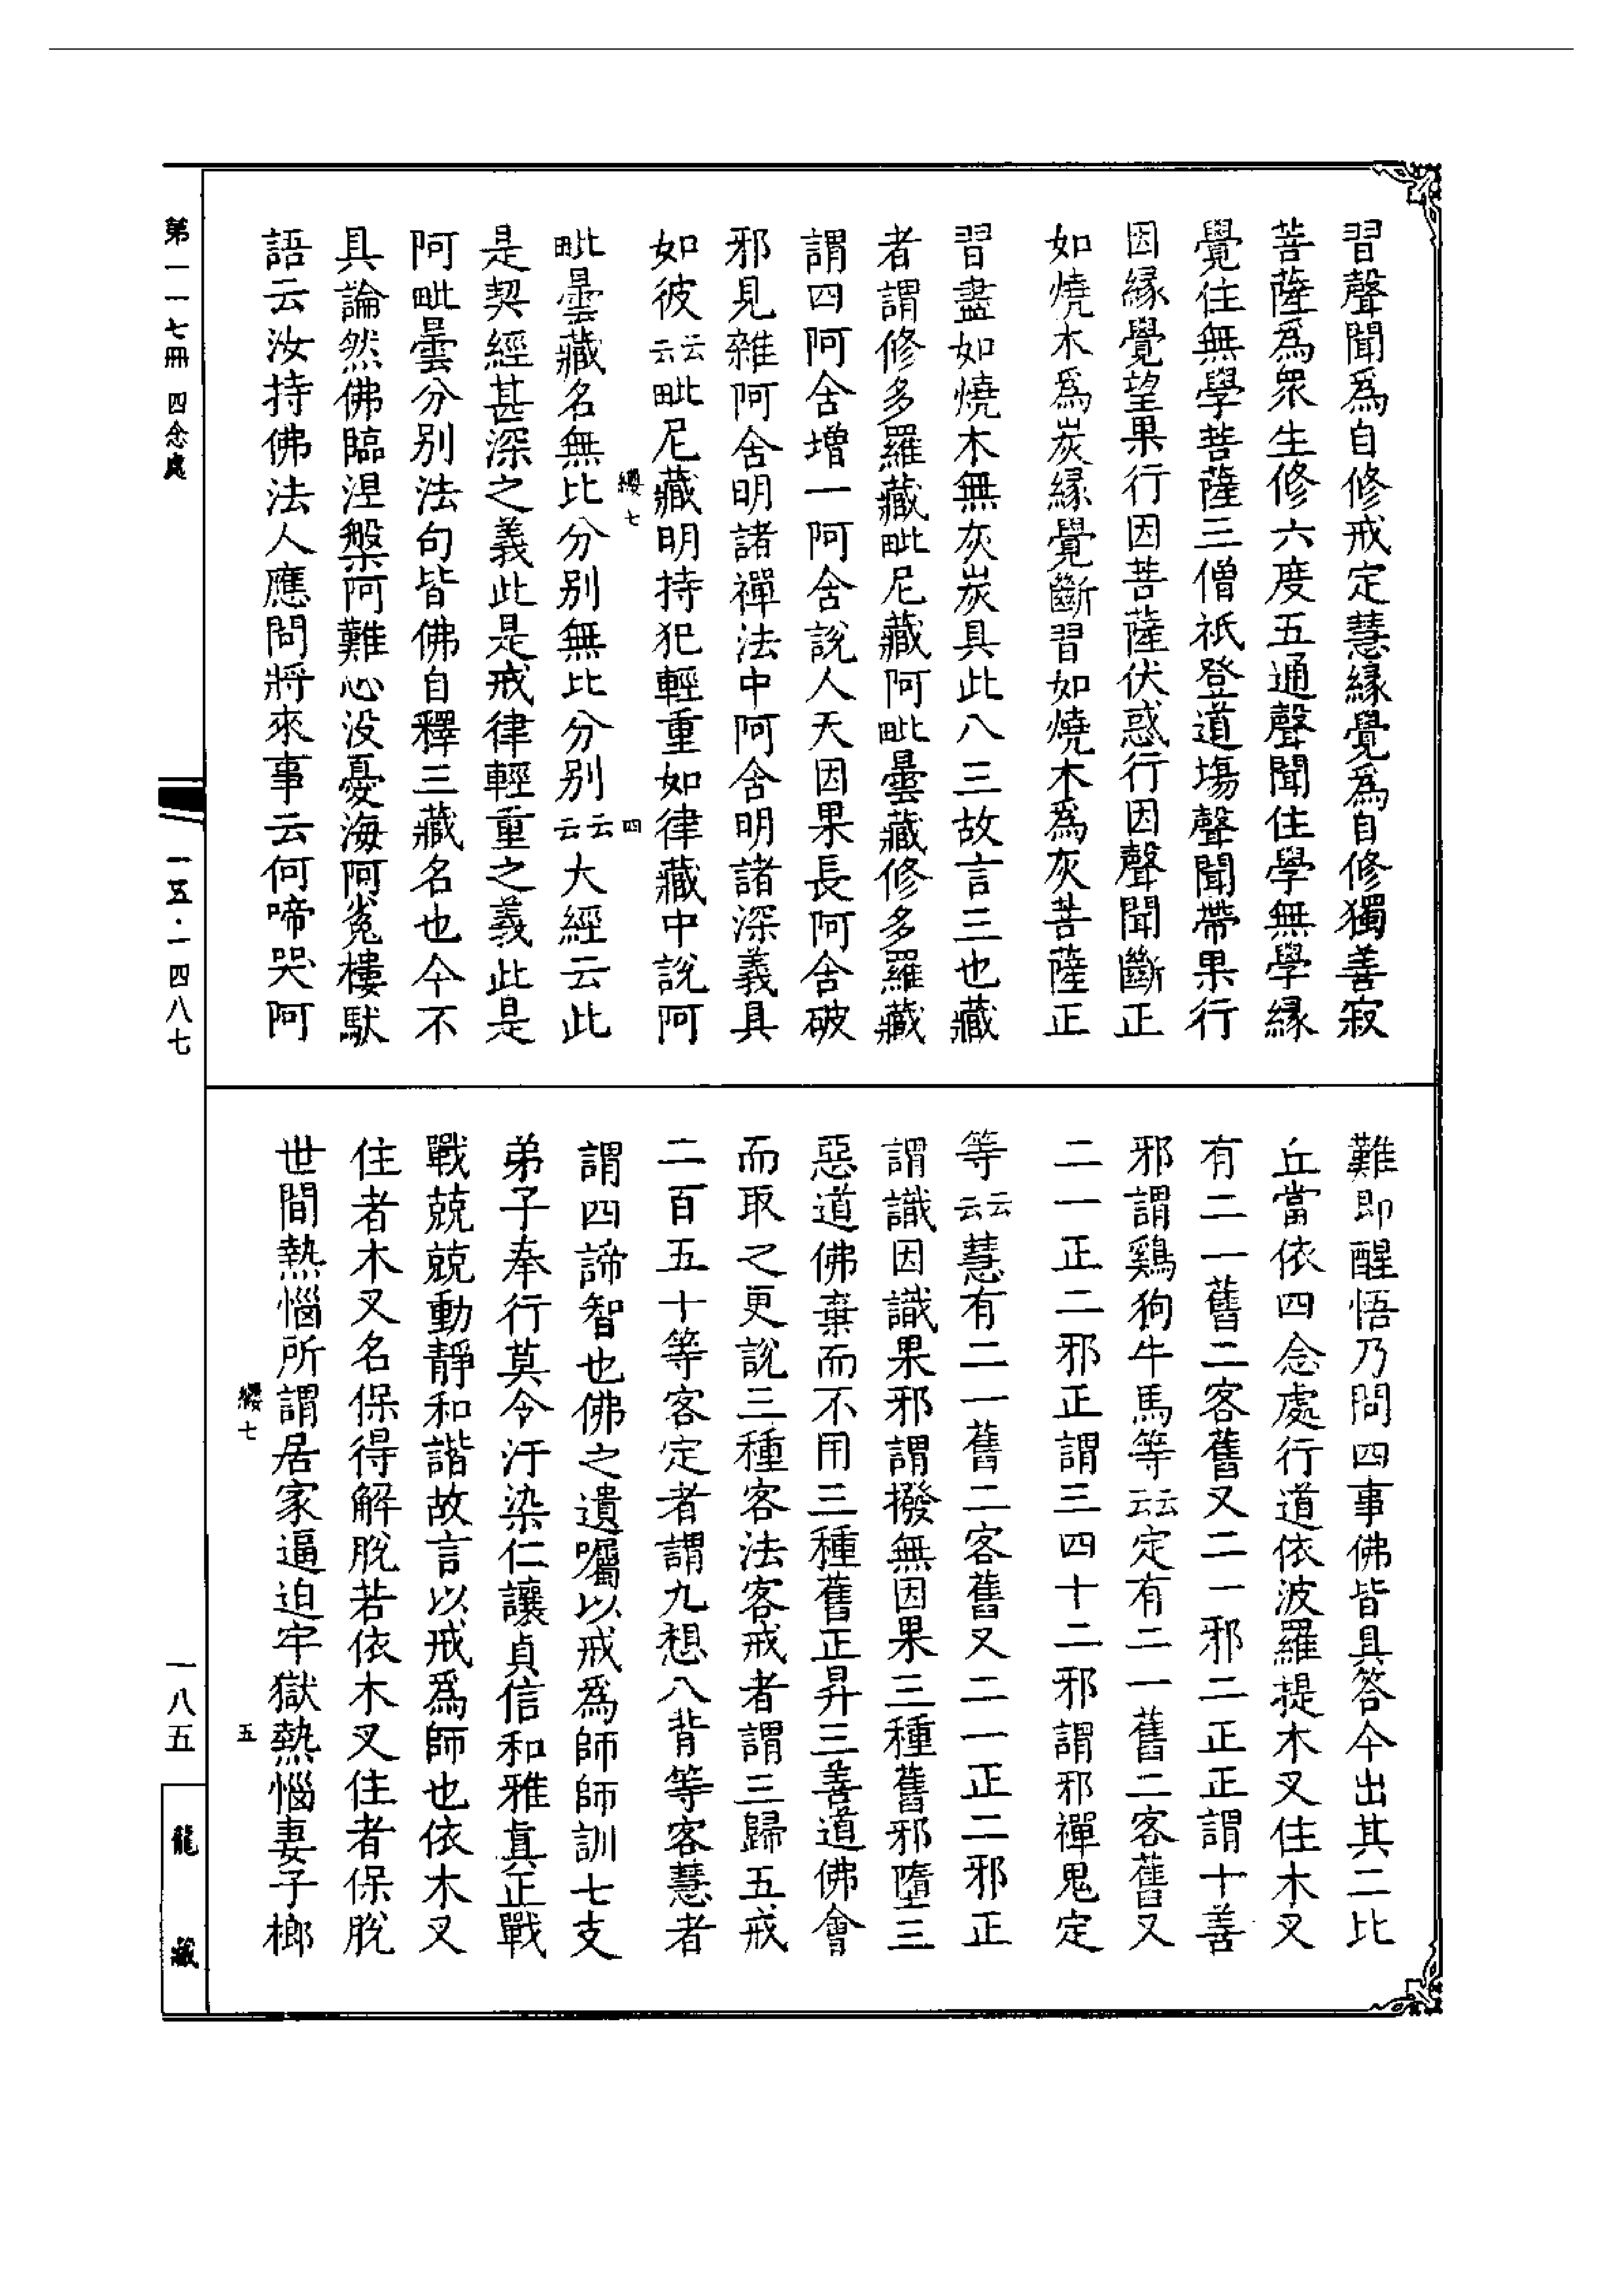 習聲聞爲自修戒定慧緣覺爲自修獨善寂
菩薩爲衆生修六度五通聲聞住學無學緣
覺住無學菩薩三僧祇登道場聲聞帶果行
因緣覺望果行因菩薩伏惑行因聲聞斷正
如燒木爲炭緣覺斷習如燒木爲灰菩薩正
習盡如燒木無灰炭具此八三故言三也藏
者謂修多羅藏毗尼藏阿毗曇藏修多羅藏
謂四阿含增一阿含說人天因果長阿含破
邪見雜阿含明諸禪法中阿含明諸深義具
如彼云云毗尼藏明持犯輕重如律藏中說阿
纓七 四
毗曇藏名無比分别無比分别云云大經云此
是契經甚深之義此是戒律輕重之義此是
阿毗曇分别法句皆佛自釋三藏名也今不
具論然佛臨涅槃阿難心没憂海阿㝹樓馱
語云汝持佛法人應問將來事云何啼哭阿
難即醒悟乃問四事佛皆具答今出其二比
丘當依四念處行道依波羅提木叉住木叉
有二一舊二客舊又二一邪二正正謂十善
邪謂鷄狗牛馬等云云定有二一舊二客舊又
二一正二邪正謂三四十二邪謂邪禪鬼定
等云云慧有二一舊二客舊又二一正二邪正
謂識因識果邪謂撥無因果三種舊邪墮三
惡道佛棄而不用三種舊正昇三善道佛會
而取之更說三種客法客戒者謂三歸五戒
二百五十等客定者謂九想八背等客慧者
謂四諦智也佛之遺囑以戒爲師師訓七支
弟子奉行莫令汙染仁讓貞信和雅真正戰
戰兢兢動靜和諧故言以戒爲師也依木叉
住者木叉名保得解脫若依木叉住者保脫
世間熱惱所謂居家逼迫牢獄熱惱妻子榔
纓七 五
第一一七冊 四念處
一五·一四八七
一八五
龍藏